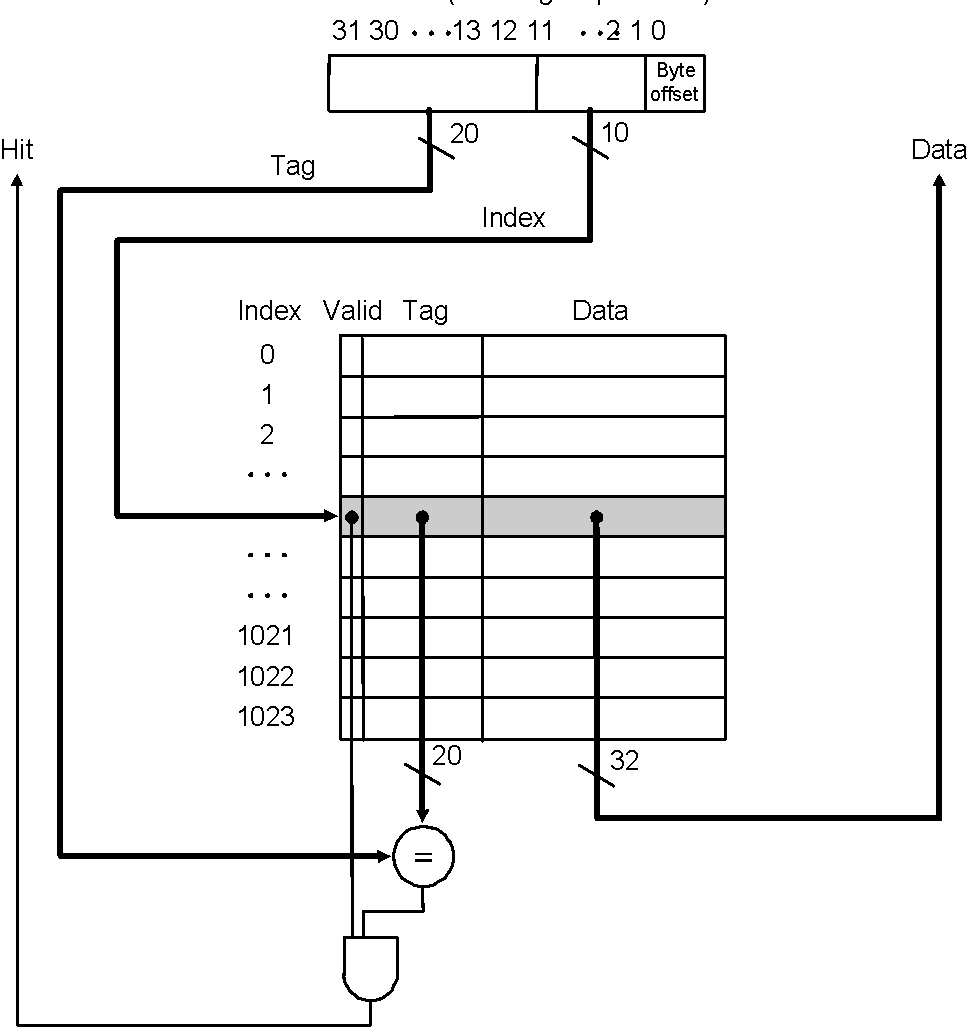 31 30 ···13 12 11 ··2 1 0
Byte
offset
20
10
Hit
Data
Tag
Index
Index Valid Tag Data
0
1
2
···
···
···
1021
1022
1023
20
32
=